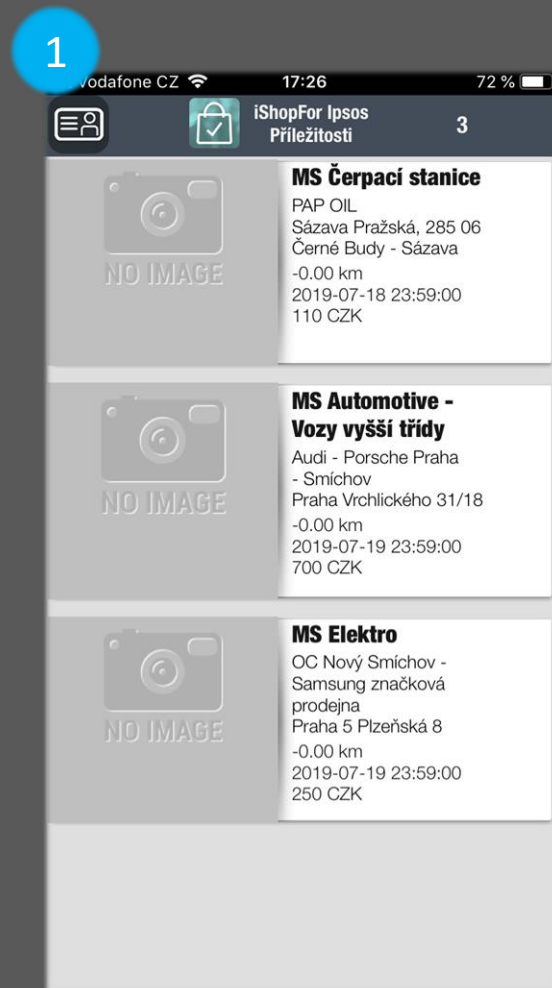 1
Vodafone CZ 17:26 72 %
iShopFor Ipsos
Příležitosti
3
NO IMAGE
MS Čerpací stanice
PAP OIL
Sázava Pražská, 285 06
Černé Budy - Sázava
-0.00 km
2019-07-18 23:59:00
110 CZK
NO IMAGE
MS Automotive -
Vozy vyšší třídy
Audi - Porsche Praha
- Smíchov
Praha Vrchlického 31/18
-0.00 km
2019-07-19 23:59:00
700 CZK
NO IMAGE
MS Elektro
OC Nový Smíchov -
Samsung značková
prodejna
Praha 5 Plzeňská 8
-0.00 km
2019-07-19 23:59:00
250 CZK